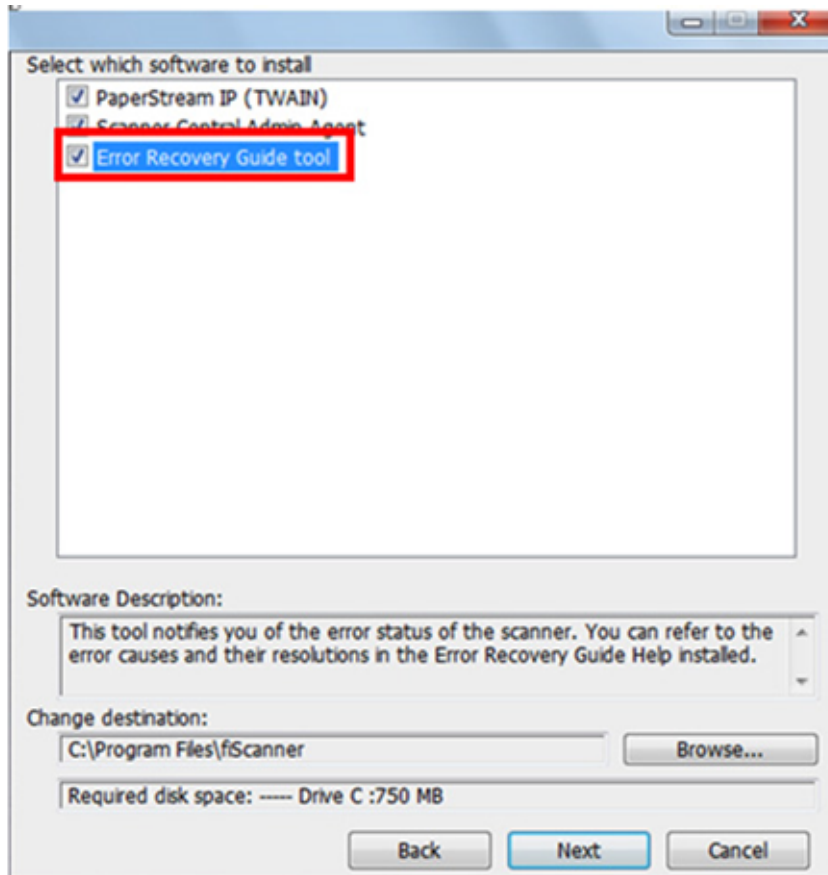 Select which software to install
PaperStream IP (TWAIN)
Scanner Central Admin Agent
Error Recovery Guide tool
Software Description:
This tool notifies you of the error status of the scanner. You can refer to the
error causes and their resolutions in the Error Recovery Guide Help installed.
Change destination:
C:\Program Files\fiScanner
Browse...
Required disk space: ----- Drive C :750 MB
Back
Next
Cancel